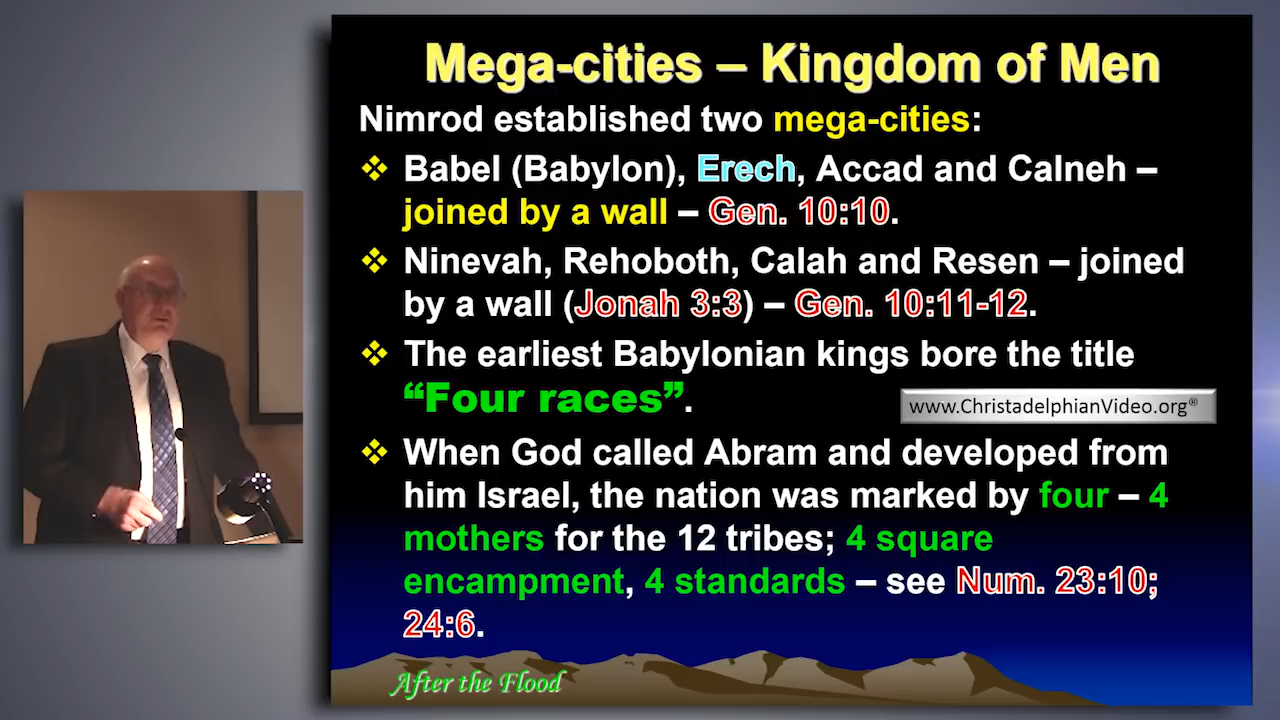 Mega-cities – Kingdom of Men
Nimrod established two mega-cities:
❖ Babel (Babylon), Erech, Accad and Calneh –
joined by a wall – Gen. 10:10.
❖ Ninevah, Rehoboth, Calah and Resen – joined
by a wall (Jonah 3:3) – Gen. 10:11-12.
❖ The earliest Babylonian kings bore the title
“Four races”.
www.ChristadelphianVideo.org®
❖ When God called Abram and developed from
him Israel, the nation was marked by four – 4
mothers for the 12 tribes; 4 square
encampment, 4 standards – see Num. 23:10;
24:6.
After the Flood